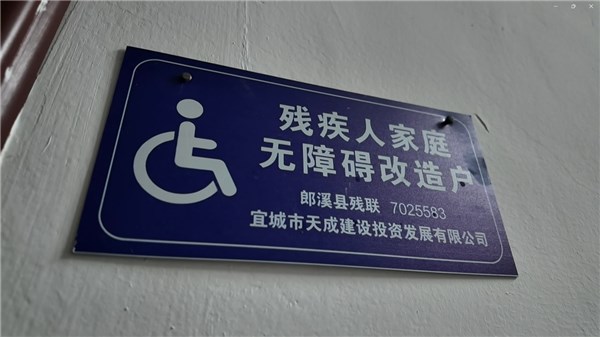 残疾人家庭
无障碍改造户
郎溪县残联 7025583
宜城市天成建设投资发展有限公司